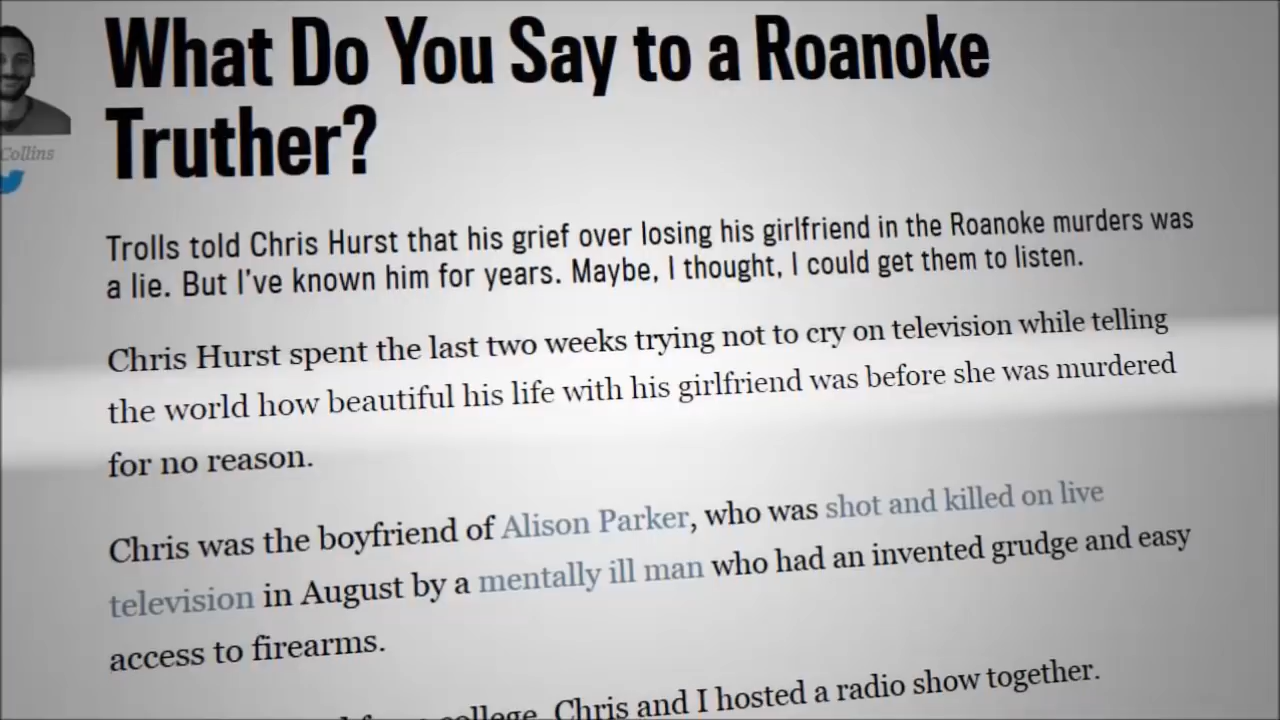 What Do You Say to a Roanoke
Truther?
Collins
Trolls told Chris Hurst that his grief over losing his girlfriend in the Roanoke murders was
a lie. But I've known him for years. Maybe, I thought, I could get them to listen.
Chris Hurst spent the last two weeks trying not to cry on television while telling
the world how beautiful his life with his girlfriend was before she was murdered
for no reason.
Chris was the boyfriend of Alison Parker, who was shot and killed on live
television in August by a mentally ill man who had an invented grudge and easy
access to firearms.
college, Chris and I hosted a radio show together.